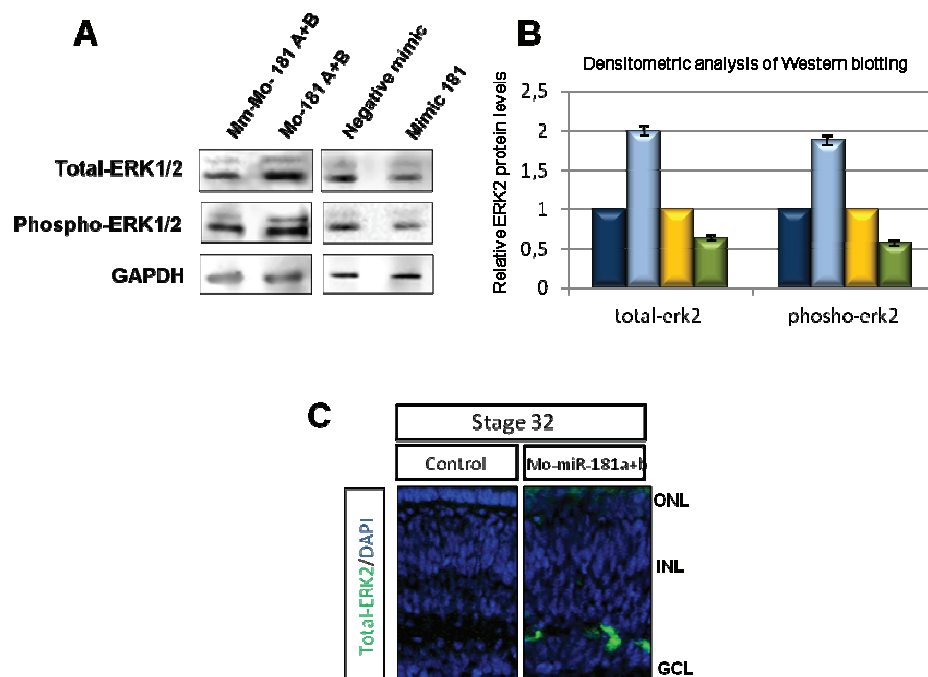 A
Mm-Mo- 181 A+B
Mo-181 A+B
Negative mimic
Mimic 181
Total-ERK1/2
Phospho-ERK1/2
GAPDH
B
Densitometric analysis of Western blotting
Relative ERK2 protein levels
2,5
2
1,5
1
0,5
0
total-erk2
phosho-erk2
C
Stage 32
Control
Mo-miR-181a+b
Total-ERK2/DAPI
ONL
INL
GCL